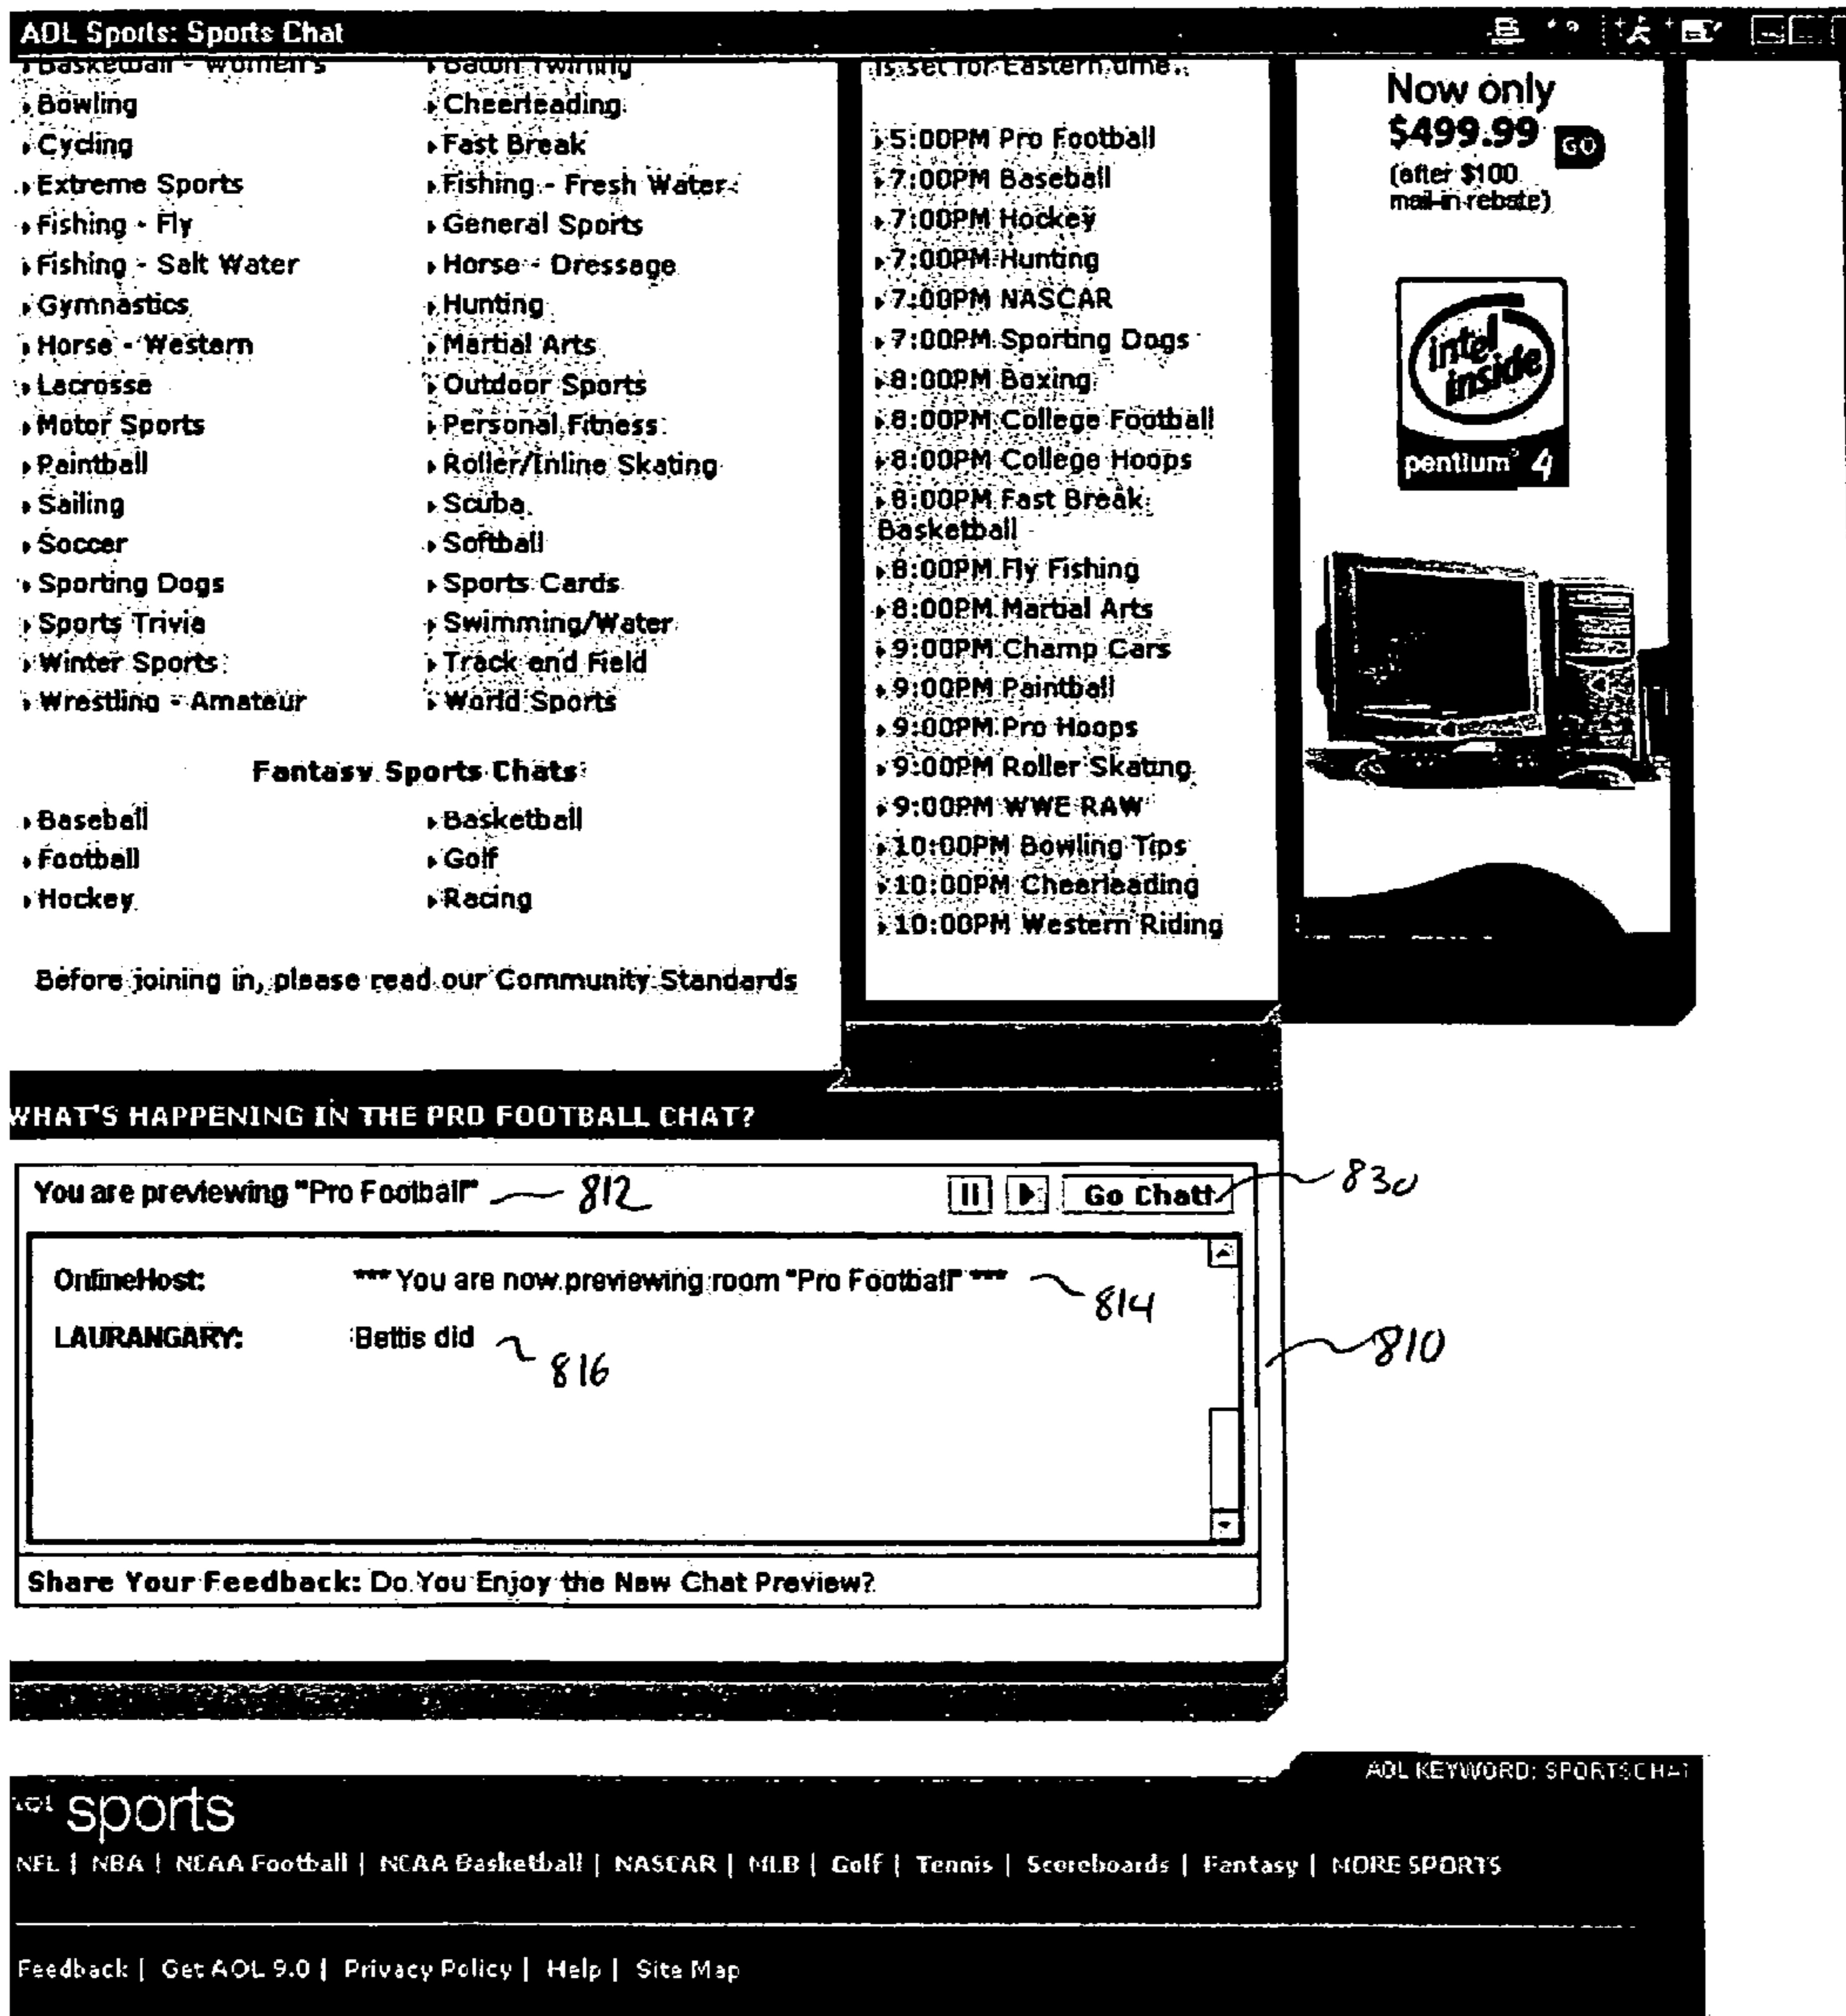 AOL Sports: Sports Chat
Basketball - Women's
Baton Twirling
Bowling
Cheerleading
Cycling
Fast Break
Extreme Sports
Fishing - Fresh Water
Fishing - Fly
General Sports
Fishing - Salt Water
Horse - Dressage
Gymnastics
Hunting
Horse - Western
Martial Arts
Lacrosse
Outdoor Sports
Motor Sports
Personal Fitness
Paintball
Roller/Inline Skating
Sailing
Scuba
Soccer
Softball
Sporting Dogs
Sports Cards
Sports Trivia
Swimming/Water
Winter Sports
Track and Field
Wrestling - Amateur
World Sports
Fantasy Sports Chats
Baseball
Basketball
Football
Golf
Hockey
Racing
Before joining in, please read our Community Standards
is set for Eastern time.
5:00PM Pro Football
7:00PM Baseball
7:00PM Hockey
7:00PM Hunting
7:00PM NASCAR
7:00PM Sporting Dogs
8:00PM Boxing
8:00PM College Football
8:00PM College Hoops
8:00PM Fast Break
Basketball
8:00PM Fly Fishing
8:00PM Martial Arts
9:00PM Champ Cars
9:00PM Paintball
9:00PM Pro Hoops
9:00PM Roller Skating
9:00PM WWE RAW
10:00PM Bowling Tips
10:00PM Cheerleading
10:00PM Western Riding
Now only
$499.99 GO
(after $100
mail-in rebate)
intel
inside
pentium® 4
WHAT'S HAPPENING IN THE PRO FOOTBALL CHAT?
You are previewing "Pro Football" 812
Go Chat! 830
OnlineHost: *** You are now previewing room "Pro Football" *** 814
LAURANGARY: Bettis did 816
810
Share Your Feedback: Do You Enjoy the New Chat Preview?
AOL KEYWORD: SPORTSCHAT
AOL sports
NFL | NBA | NCAA Football | NCAA Basketball | NASCAR | MLB | Golf | Tennis | Scoreboards | Fantasy | MORE SPORTS
Feedback | Get AOL 9.0 | Privacy Policy | Help | Site Map